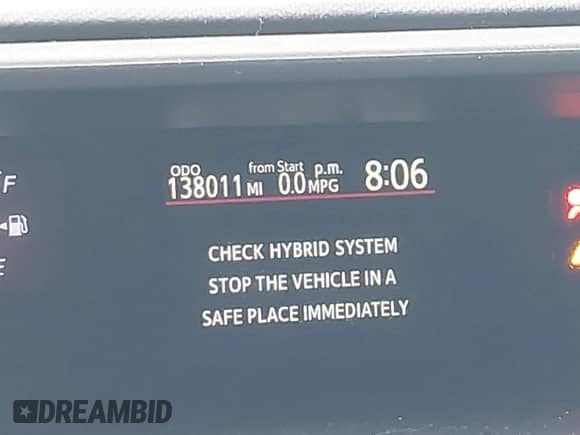 ODO from Start p.m.
138011 MI 0.0 MPG 8:06
F
CHECK HYBRID SYSTEM
STOP THE VEHICLE IN A
E
SAFE PLACE IMMEDIATELY
DREAMBID